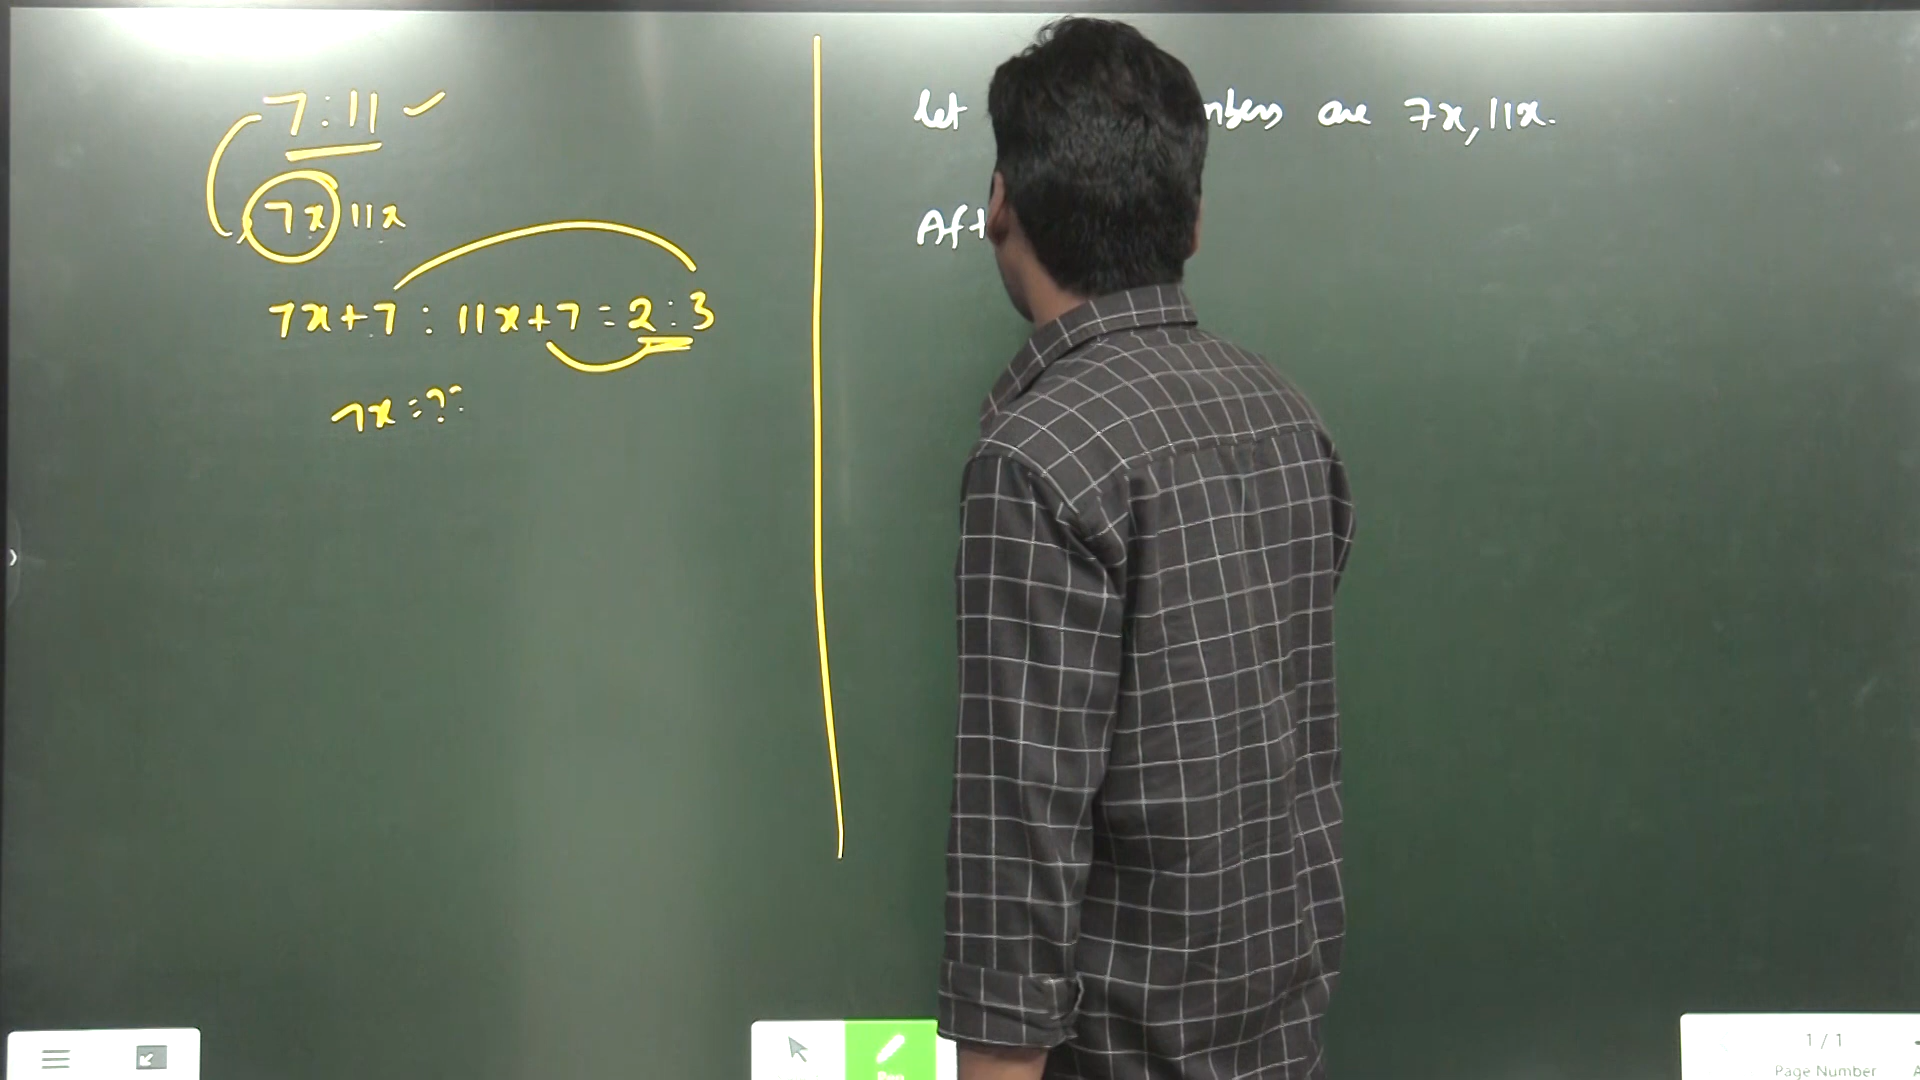 7 : 11 ✓
7x 11x
7x+7 : 11x+7 = 2 : 3
7x = ??
Let are 7x, 11x.
1 / 1
Page Number